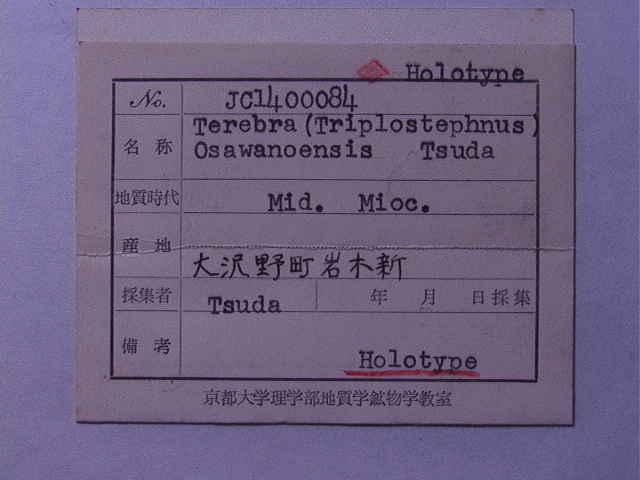 Holotype
No. JC1400084
名称 Terebra (Triplostephnus)
Osawanoensis Tsuda
地質時代 Mid. Mioc.
産地 大沢野町岩木新
採集者 Tsuda 年 月 日採集
備考 Holotype
京都大学理学部地質学鉱物学教室